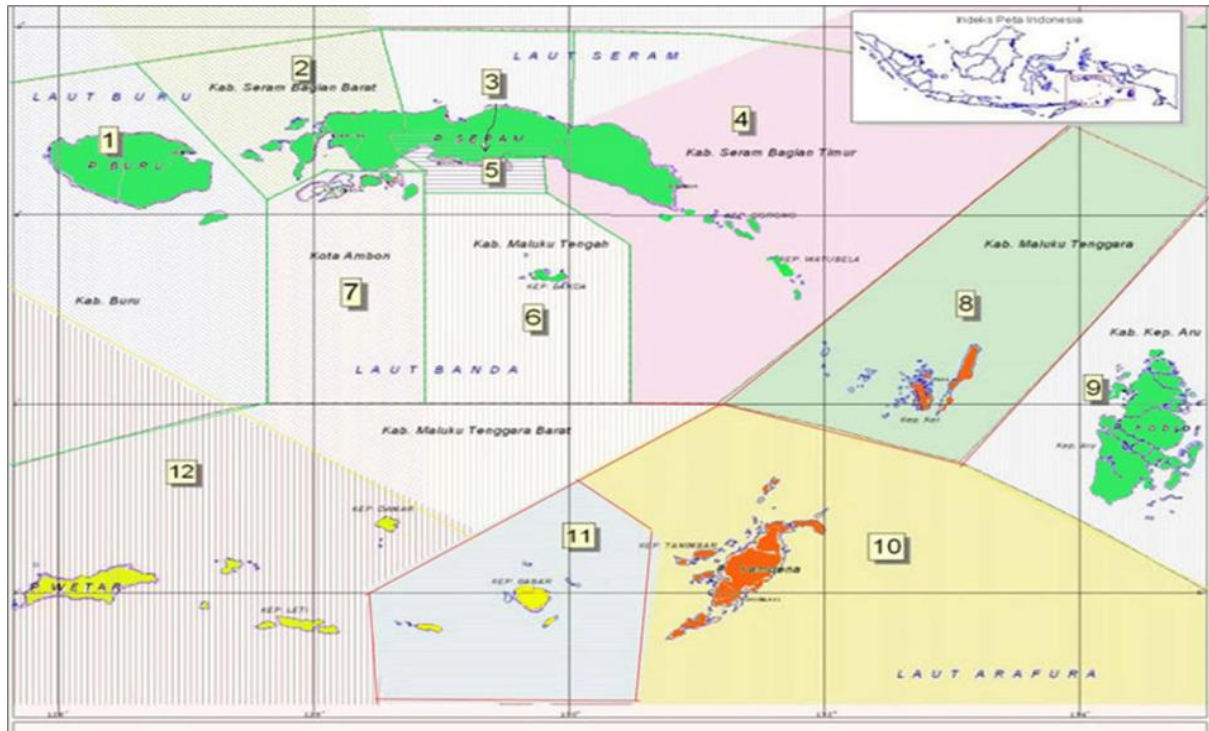 Indeks Peta Indonesia
LAUT SERAM
3
2
Kab. Seram Bagian Barat
LAUT BURU
4
1
P. SERAM
Kab. Seram Bagian Timur
P. BURU
5
Kab. Maluku Tengah
Kab. Maluku Tenggara
Kota Ambon
KEP. WATUBELA
KEP. BANDA
7
6
Kab. Buru
8
Kab. Kep. Aru
LAUT BANDA
9
Kep. Kei
Kab. Maluku Tenggara Barat
Kep. Aru
12
11
10
KEP. TANIMBAR
KEP. BABAR
P. WETAR
KEP. LETI
LAUT ARAFURA